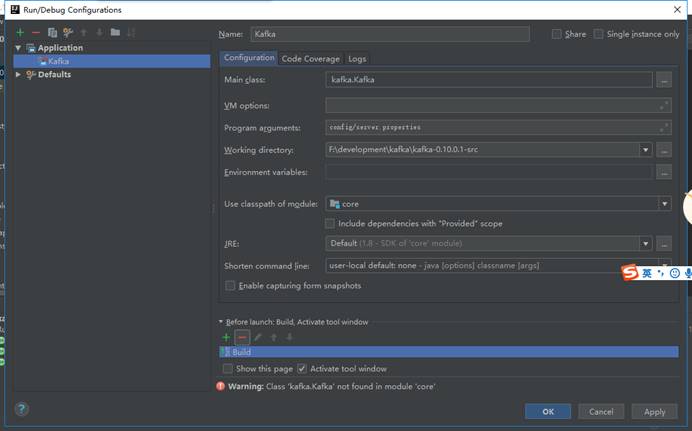 Run/Debug Configurations
Name: Kafka Share Single instance only
Application
Kafka
Defaults
Configuration Code Coverage Logs
Main class: kafka.Kafka ...
VM options:
Program arguments: config/server.properties
Working directory: F:\development\kafka\kafka-0.10.0.1-src ...
Environment variables: ...
Use classpath of module: core
Include dependencies with "Provided" scope
JRE: Default (1.8 - SDK of 'core' module) ...
Shorten command line: user-local default: none - java [options] classname [args]
英
Enable capturing form snapshots
Before launch: Build, Activate tool window
Build
Show this page Activate tool window
Warning: Class 'kafka.Kafka' not found in module 'core'
? OK Cancel Apply